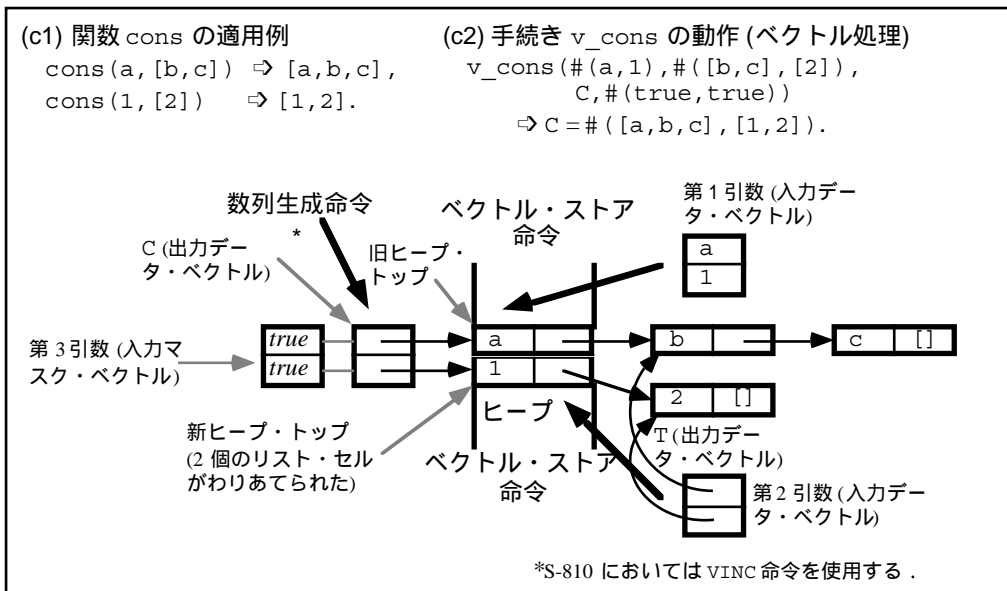 (c1) 関数 cons の適用例
cons(a,[b,c]) ➪ [a,b,c],
cons(1,[2]) ➪ [1,2].
(c2) 手続き v_cons の動作 (ベクトル処理)
v_cons(#(a,1),#([b,c],[2]),
C,#(true,true))
➪ C=#([a,b,c],[1,2]).
数列生成命令
*
ベクトル・ストア
命令
第1引数 (入力デー
タ・ベクトル)
C (出力デー
タ・ベクトル)
旧ヒープ・
トップ
a
1
第3引数 (入力マ
スク・ベクトル)
true
true
a
1
b
c []
2 []
ヒープ
新ヒープ・トップ
(2 個のリスト・セル
がわりあてられた)
ベクトル・ストア
命令
T (出力デー
タ・ベクトル)
第2 引数 (入力デー
タ・ベクトル)
*S-810 においては VINC 命令を使用する .